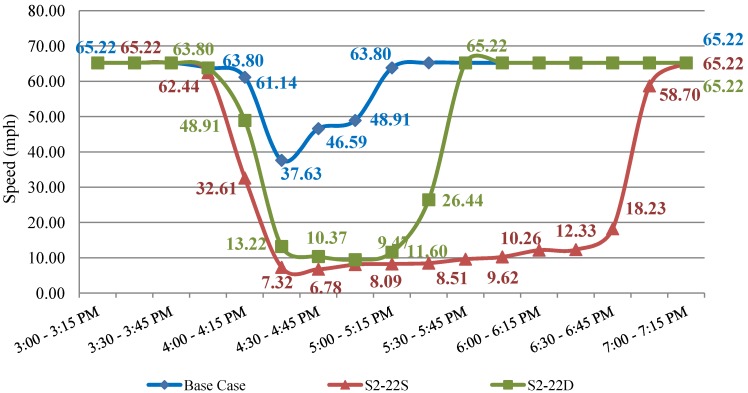 70.00
60.00
50.00
40.00
30.00
20.00
10.00
0.00
Speed (mph)
65.22
65.22
63.80
63.80
61.14
62.44
48.91
32.61
37.63
46.59
48.91
63.80
65.22
65.22
65.22
65.22
58.70
13.22
10.37
9.47
11.60
26.44
7.32
6.78
8.09
8.51
9.62
10.26
12.33
18.23
3:00 - 3:15 PM
3:30 - 3:45 PM
4:00 - 4:15 PM
4:30 - 4:45 PM
5:00 - 5:15 PM
5:30 - 5:45 PM
6:00 - 6:15 PM
6:30 - 6:45 PM
7:00 - 7:15 PM
Base Case
S2-22S
S2-22D